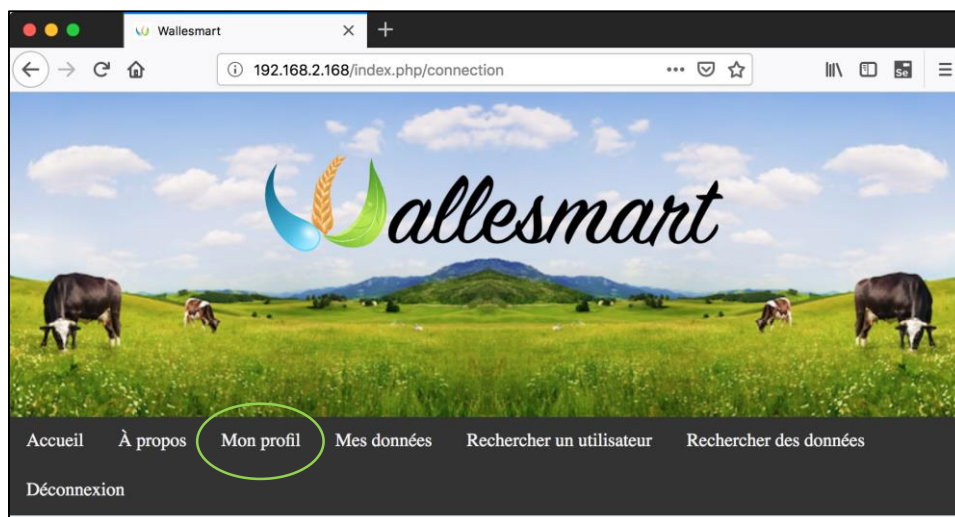 Wallesmart
192.168.2.168/index.php/connection
Se
Wallesmart
Accueil À propos Mon profil Mes données Rechercher un utilisateur Rechercher des données
Déconnexion